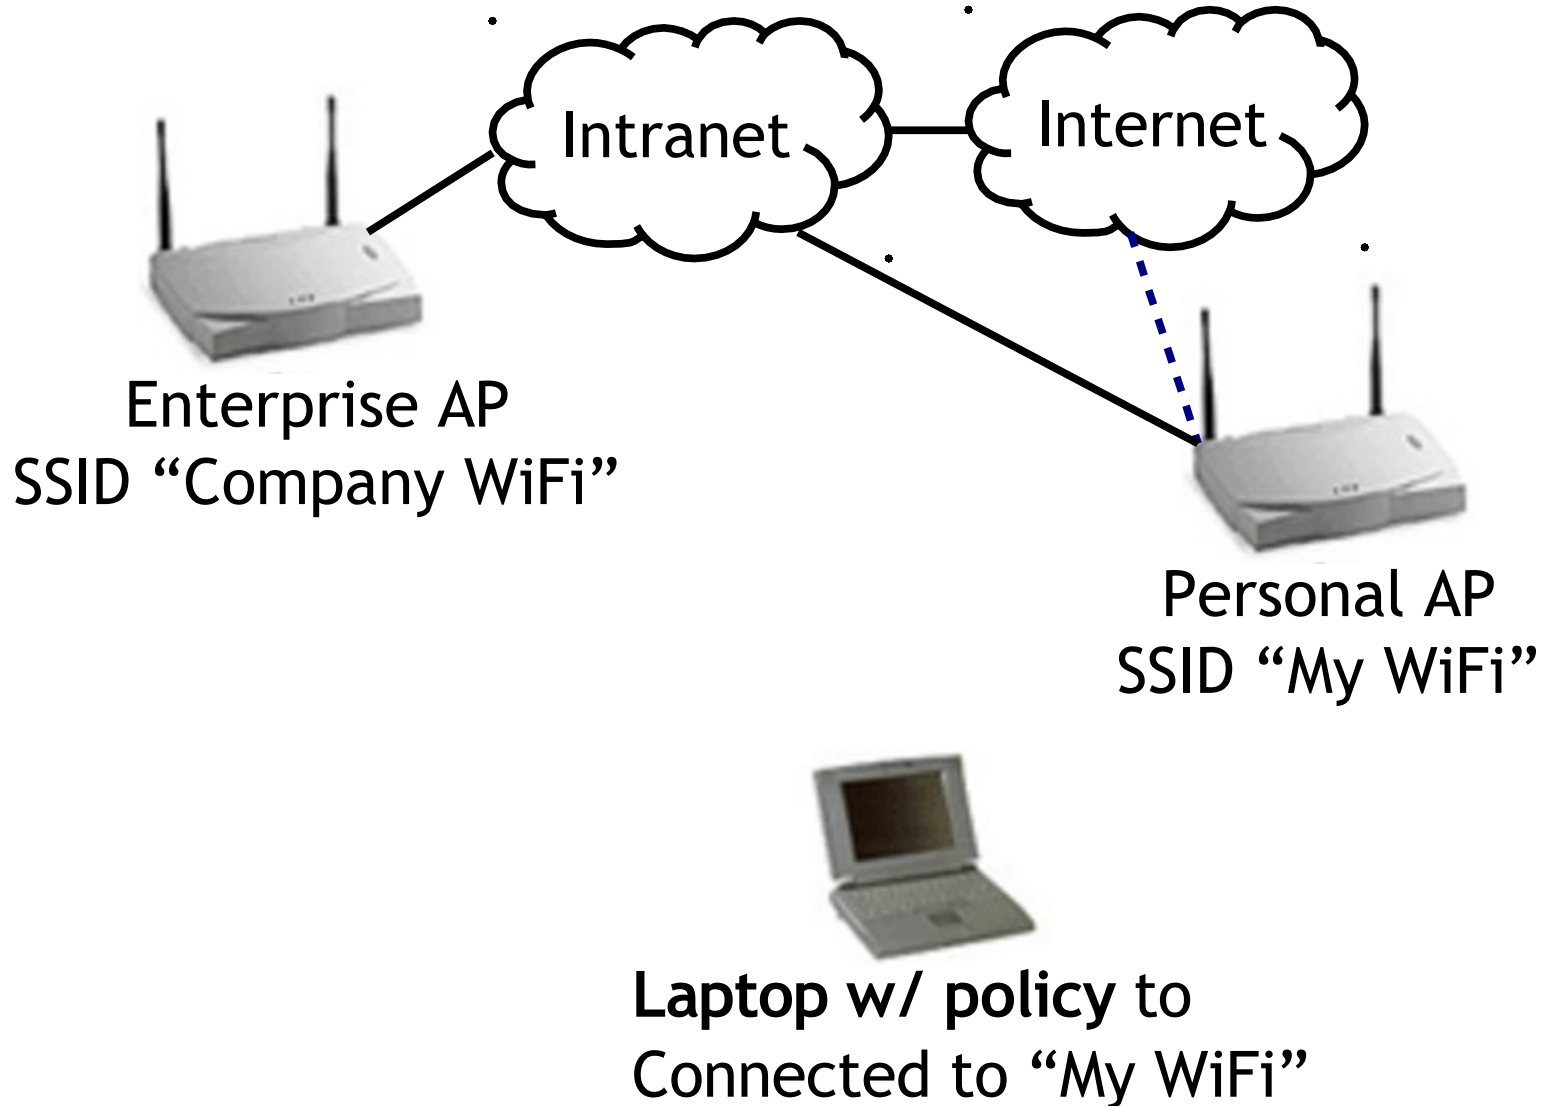 Intranet
Internet
Enterprise AP
SSID “Company WiFi”
Personal AP
SSID “My WiFi”
Laptop w/ policy to
Connected to “My WiFi”